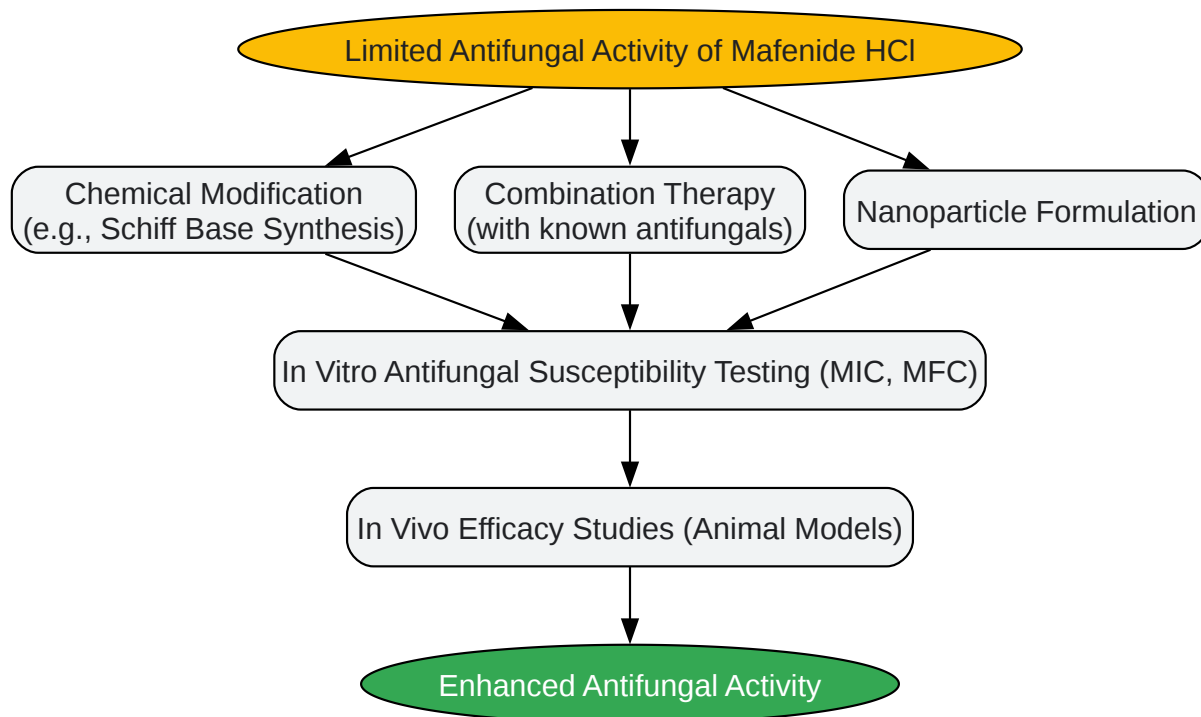 Limited Antifungal Activity of Mafenide HCl
Chemical Modification
(e.g., Schiff Base Synthesis)
Combination Therapy
(with known antifungals)
Nanoparticle Formulation
In Vitro Antifungal Susceptibility Testing (MIC, MFC)
In Vivo Efficacy Studies (Animal Models)
Enhanced Antifungal Activity